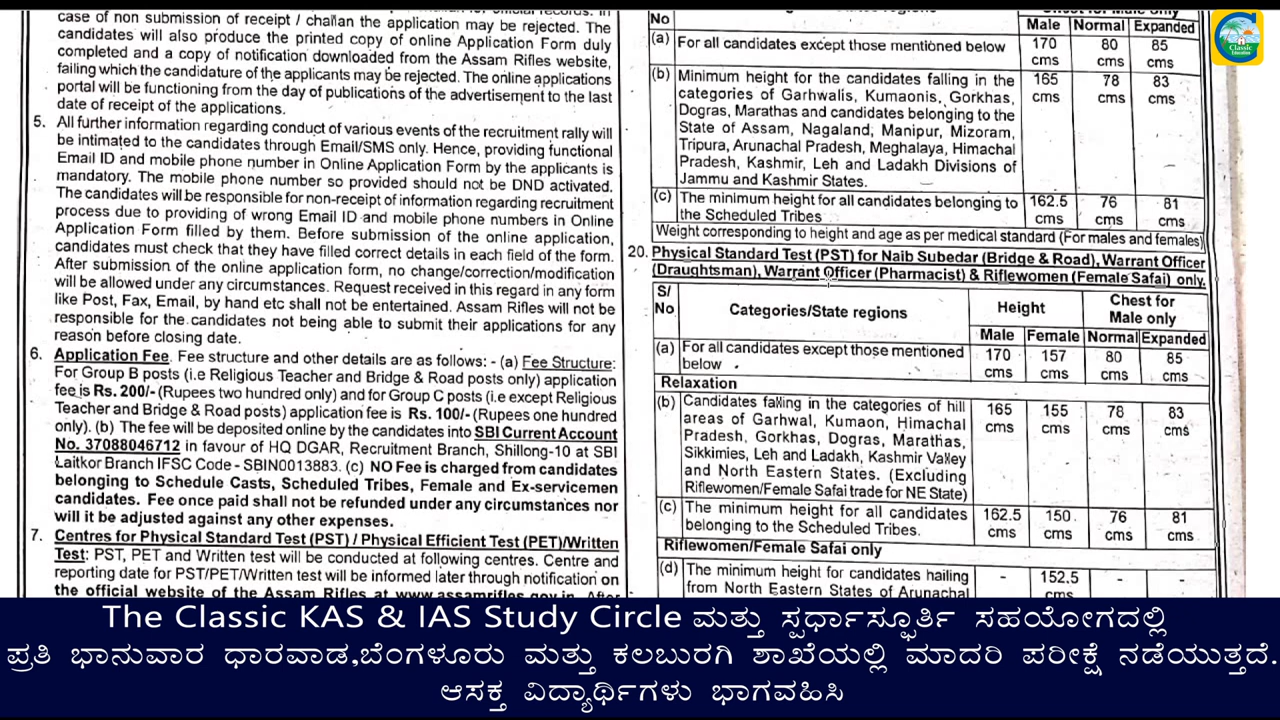 case of non submission of receipt / challan the application may be rejected. The
candidates will also produce the printed copy of online Application Form duly
completed and a copy of notification downloaded from the Assam Rifles website,
failing which the candidature of the applicants may be rejected. The online applications
portal will be functioning from the day of publications of the advertisement to the last
date of receipt of the applications.
5. All further information regarding conduct of various events of the recruitment rally will
be intimated to the candidates through Email/SMS only. Hence, providing functional
Email ID and mobile phone number in Online Application Form by the applicants is
mandatory. The mobile phone number so provided should not be DND activated.
The candidates will be responsible for non-receipt of information regarding recruitment
process due to providing of wrong Email ID and mobile phone numbers in Online
Application Form filled by them. Before submission of the online application,
candidates must check that they have filled correct details in each field of the form.
After submission of the online application form, no change/correction/modification
will be allowed under any circumstances. Request received in this regard in any form
like Post, Fax, Email, by hand etc shall not be entertained. Assam Rifles will not be
responsible for the candidates not being able to submit their applications for any
reason before closing date.
6. Application Fee. Fee structure and other details are as follows: - (a) Fee Structure:
For Group B posts (i.e Religious Teacher and Bridge & Road posts only) application
fee is Rs. 200/- (Rupees two hundred only) and for Group C posts (i.e except Religious
Teacher and Bridge & Road posts) application fee is Rs. 100/- (Rupees one hundred
only). (b) The fee will be deposited online by the candidates into SBI Current Account
No. 37088046712 in favour of HQ DGAR, Recruitment Branch, Shillong-10 at SBI
Laitkor Branch IFSC Code - SBIN0013883. (c) NO Fee is charged from candidates
belonging to Schedule Casts, Scheduled Tribes, Female and Ex-servicemen
candidates. Fee once paid shall not be refunded under any circumstances nor
will it be adjusted against any other expenses.
7. Centres for Physical Standard Test (PST) / Physical Efficient Test (PET)/Written
Test: PST, PET and Written test will be conducted at following centres. Centre and
reporting date for PST/PET/Written test will be informed later through notification on
the official website of the Assam Rifles at www.assamrifles.gov.in. After
No Male Normal Expanded
(a) For all candidates except those mentioned below 170 cms 80 cms 85 cms
(b) Minimum height for the candidates falling in the 165 cms 78 cms 83 cms
categories of Garhwalis, Kumaonis, Gorkhas,
Dogras, Marathas and candidates belonging to the
State of Assam, Nagaland, Manipur, Mizoram,
Tripura, Arunachal Pradesh, Meghalaya, Himachal
Pradesh, Kashmir, Leh and Ladakh Divisions of
Jammu and Kashmir States.
(c) The minimum height for all candidates belonging to 162.5 cms 76 cms 81 cms
the Scheduled Tribes
Weight corresponding to height and age as per medical standard (For males and females)
20. Physical Standard Test (PST) for Naib Subedar (Bridge & Road), Warrant Officer
(Draughtsman), Warrant Officer (Pharmacist) & Riflewomen (Female Safai) only.
S/ No Categories/State regions Height Chest for Male only
Male Female Normal Expanded
(a) For all candidates except those mentioned 170 cms 157 cms 80 cms 85 cms
below
Relaxation
(b) Candidates falling in the categories of hill 165 cms 155 cms 78 cms 83 cms
areas of Garhwal, Kumaon, Himachal
Pradesh, Gorkhas, Dogras, Marathas,
Sikkimies, Leh and Ladakh, Kashmir Valley
and North Eastern States. (Excluding
Riflewomen/Female Safai trade for NE State)
(c) The minimum height for all candidates 162.5 cms 150 cms 76 cms 81 cms
belonging to the Scheduled Tribes.
Riflewomen/Female Safai only
(d) The minimum height for candidates hailing - 152.5 cms - -
from North Eastern States of Arunachal
Classic
Education
The Classic KAS & IAS Study Circle ಮತ್ತು ಸ್ಪರ್ಧಾಸ್ಫೂರ್ತಿ ಸಹಯೋಗದಲ್ಲಿ
ಪ್ರತಿ ಭಾನುವಾರ ಧಾರವಾಡ,ಬೆಂಗಳೂರು ಮತ್ತು ಕಲಬುರಗಿ ಶಾಖೆಯಲ್ಲಿ ಮಾದರಿ ಪರೀಕ್ಷೆ ನಡೆಯುತ್ತದೆ.
ಆಸಕ್ತ ವಿದ್ಯಾರ್ಥಿಗಳು ಭಾಗವಹಿಸಿ